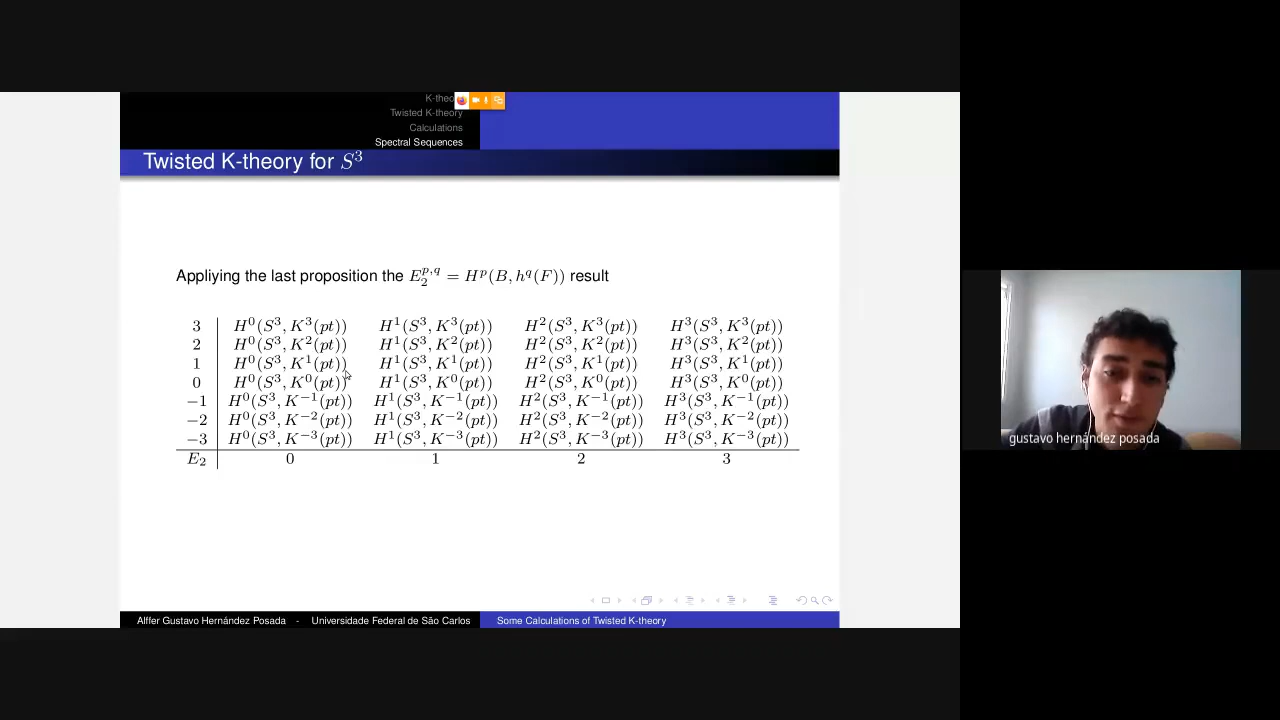 K-theo
Twisted K-theory
Calculations
Spectral Sequences
Twisted K-theory for $S^3$
Appliying the last proposition the $E_2^{p,q} = H^p(B, h^q(F))$ result
3 $H^0(S^3, K^3(pt))$ $H^1(S^3, K^3(pt))$ $H^2(S^3, K^3(pt))$ $H^3(S^3, K^3(pt))$
2 $H^0(S^3, K^2(pt))$ $H^1(S^3, K^2(pt))$ $H^2(S^3, K^2(pt))$ $H^3(S^3, K^2(pt))$
1 $H^0(S^3, K^1(pt))$ $H^1(S^3, K^1(pt))$ $H^2(S^3, K^1(pt))$ $H^3(S^3, K^1(pt))$
0 $H^0(S^3, K^0(pt))$ $H^1(S^3, K^0(pt))$ $H^2(S^3, K^0(pt))$ $H^3(S^3, K^0(pt))$
−1 $H^0(S^3, K^{-1}(pt))$ $H^1(S^3, K^{-1}(pt))$ $H^2(S^3, K^{-1}(pt))$ $H^3(S^3, K^{-1}(pt))$
−2 $H^0(S^3, K^{-2}(pt))$ $H^1(S^3, K^{-2}(pt))$ $H^2(S^3, K^{-2}(pt))$ $H^3(S^3, K^{-2}(pt))$
−3 $H^0(S^3, K^{-3}(pt))$ $H^1(S^3, K^{-3}(pt))$ $H^2(S^3, K^{-3}(pt))$ $H^3(S^3, K^{-3}(pt))$
$E_2$ 0 1 2 3
Alffer Gustavo Hernández Posada - Universidade Federal de São Carlos
Some Calculations of Twisted K-theory
gustavo hernández posada